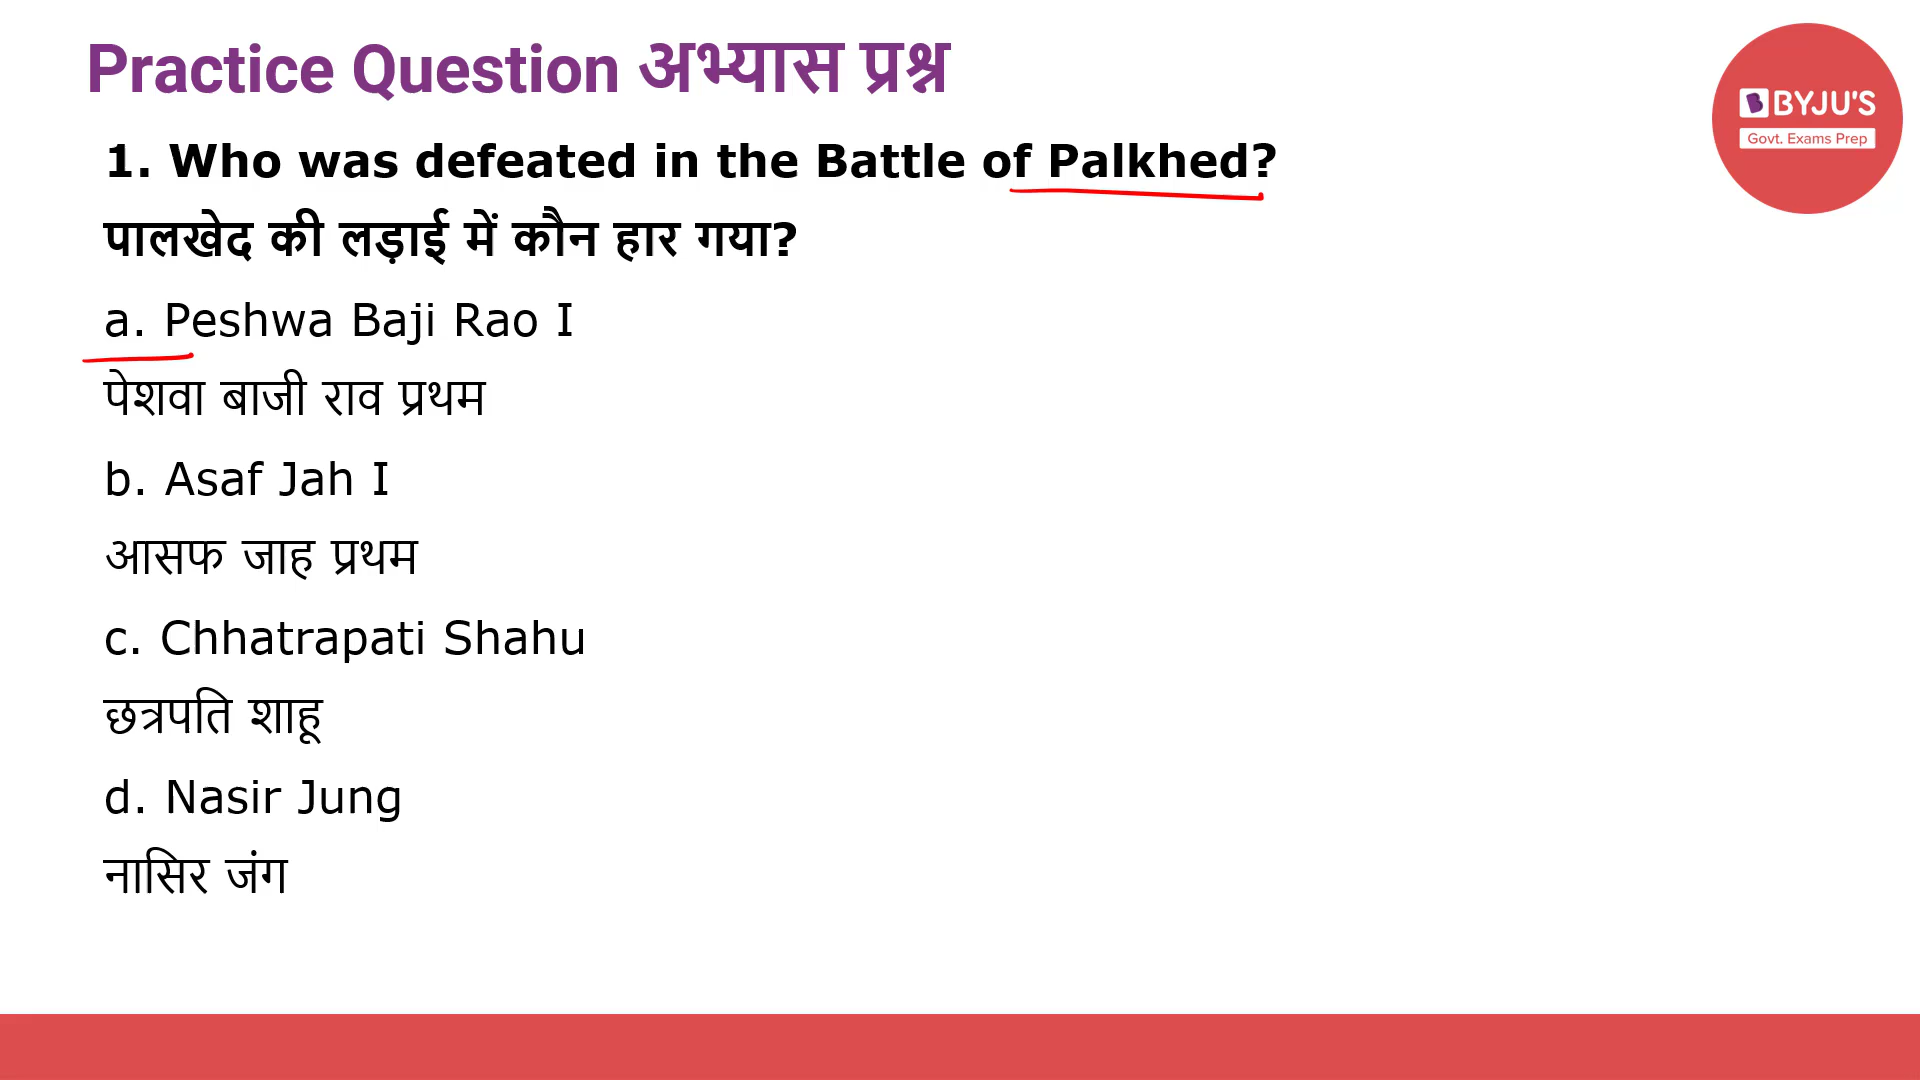 Practice Question अभ्यास प्रश्न
BYJU'S
Govt. Exams Prep
1. Who was defeated in the Battle of Palkhed?
पालखेद की लड़ाई में कौन हार गया?
a. Peshwa Baji Rao I
पेशवा बाजी राव प्रथम
b. Asaf Jah I
आसफ जाह प्रथम
c. Chhatrapati Shahu
छत्रपति शाहू
d. Nasir Jung
नासिर जंग